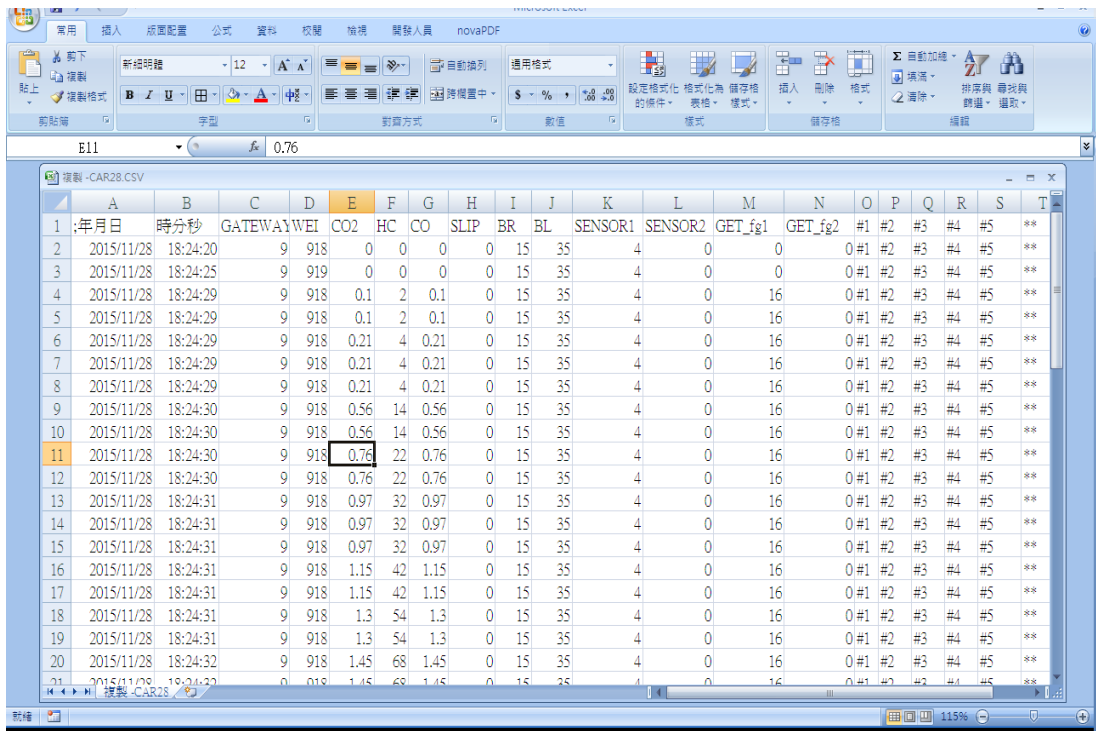 常用 插入 版面配置 公式 資料 校閱 檢視 開發人員 novaPDF
剪下
複製
複製格式
貼上
新細明體 12
B I U A
自動換列
跨欄置中
通用格式
$ % ,
設定格式化的條件 格式化為表格 儲存格樣式
插入 刪除 格式
Σ 自動加總
填滿
清除
排序與篩選 尋找與選取
剪貼簿 字型 對齊方式 數值 樣式 儲存格 編輯
E11 fx 0.76
複製 -CAR28.CSV
A B C D E F G H I J K L M N O P Q R S T
1 ;年月日 時分秒 GATEWAY WEI CO2 HC CO SLIP BR BL SENSOR1 SENSOR2 GET_fg1 GET_fg2 #1 #2 #3 #4 #5 **
2 2015/11/28 18:24:20 9 918 0 0 0 0 15 35 4 0 0 0 #1 #2 #3 #4 #5 **
3 2015/11/28 18:24:25 9 919 0 0 0 0 15 35 4 0 0 0 #1 #2 #3 #4 #5 **
4 2015/11/28 18:24:29 9 918 0.1 2 0.1 0 15 35 4 0 16 0 #1 #2 #3 #4 #5 **
5 2015/11/28 18:24:29 9 918 0.1 2 0.1 0 15 35 4 0 16 0 #1 #2 #3 #4 #5 **
6 2015/11/28 18:24:29 9 918 0.21 4 0.21 0 15 35 4 0 16 0 #1 #2 #3 #4 #5 **
7 2015/11/28 18:24:29 9 918 0.21 4 0.21 0 15 35 4 0 16 0 #1 #2 #3 #4 #5 **
8 2015/11/28 18:24:29 9 918 0.21 4 0.21 0 15 35 4 0 16 0 #1 #2 #3 #4 #5 **
9 2015/11/28 18:24:30 9 918 0.56 14 0.56 0 15 35 4 0 16 0 #1 #2 #3 #4 #5 **
10 2015/11/28 18:24:30 9 918 0.56 14 0.56 0 15 35 4 0 16 0 #1 #2 #3 #4 #5 **
11 2015/11/28 18:24:30 9 918 0.76 22 0.76 0 15 35 4 0 16 0 #1 #2 #3 #4 #5 **
12 2015/11/28 18:24:30 9 918 0.76 22 0.76 0 15 35 4 0 16 0 #1 #2 #3 #4 #5 **
13 2015/11/28 18:24:31 9 918 0.97 32 0.97 0 15 35 4 0 16 0 #1 #2 #3 #4 #5 **
14 2015/11/28 18:24:31 9 918 0.97 32 0.97 0 15 35 4 0 16 0 #1 #2 #3 #4 #5 **
15 2015/11/28 18:24:31 9 918 0.97 32 0.97 0 15 35 4 0 16 0 #1 #2 #3 #4 #5 **
16 2015/11/28 18:24:31 9 918 1.15 42 1.15 0 15 35 4 0 16 0 #1 #2 #3 #4 #5 **
17 2015/11/28 18:24:31 9 918 1.15 42 1.15 0 15 35 4 0 16 0 #1 #2 #3 #4 #5 **
18 2015/11/28 18:24:31 9 918 1.3 54 1.3 0 15 35 4 0 16 0 #1 #2 #3 #4 #5 **
19 2015/11/28 18:24:31 9 918 1.3 54 1.3 0 15 35 4 0 16 0 #1 #2 #3 #4 #5 **
20 2015/11/28 18:24:32 9 918 1.45 68 1.45 0 15 35 4 0 16 0 #1 #2 #3 #4 #5 **
複製 -CAR28
就緒 115%